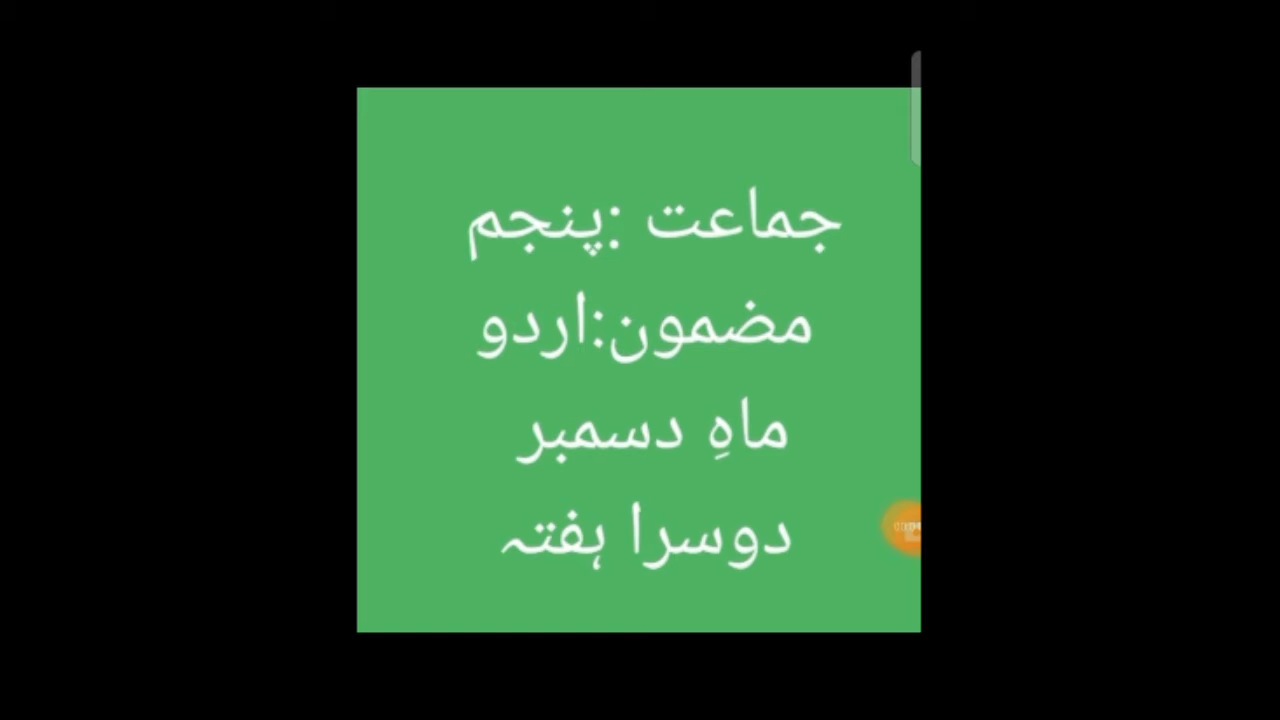 جماعت :پنجم
مضمون:اردو
ماہِ دسمبر
دوسرا ہفتہ